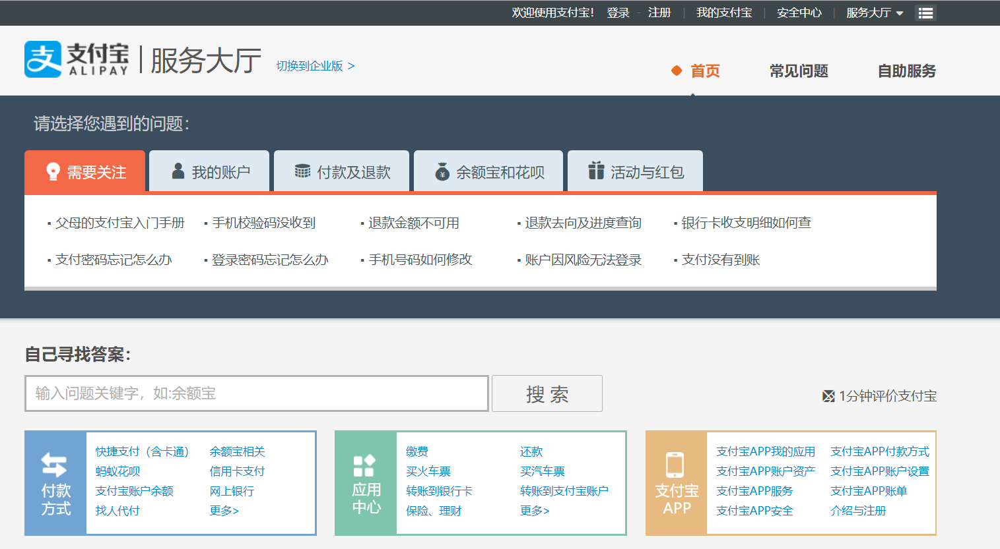 欢迎使用支付宝！ 登录 - 注册 | 我的支付宝 | 安全中心 | 服务大厅
支付宝 ALIPAY | 服务大厅 切换到企业版 >
首页 常见问题 自助服务
请选择您遇到的问题：
需要关注 我的账户 付款及退款 余额宝和花呗 活动与红包
▪ 父母的支付宝入门手册 ▪ 手机校验码没收到 ▪ 退款金额不可用 ▪ 退款去向及进度查询 ▪ 银行卡收支明细如何查
▪ 支付密码忘记怎么办 ▪ 登录密码忘记怎么办 ▪ 手机号码如何修改 ▪ 账户因风险无法登录 ▪ 支付没有到账
自己寻找答案：
输入问题关键字，如:余额宝 搜 索 1分钟评价支付宝
付款
方式
快捷支付（含卡通） 余额宝相关
蚂蚁花呗 信用卡支付
支付宝账户余额 网上银行
找人代付 更多>
应用
中心
缴费 还款
买火车票 买汽车票
转账到银行卡 转账到支付宝账户
保险、理财 更多>
支付宝
APP
支付宝APP我的应用 支付宝APP付款方式
支付宝APP账户资产 支付宝APP账户设置
支付宝APP服务 支付宝APP账单
支付宝APP安全 介绍与注册